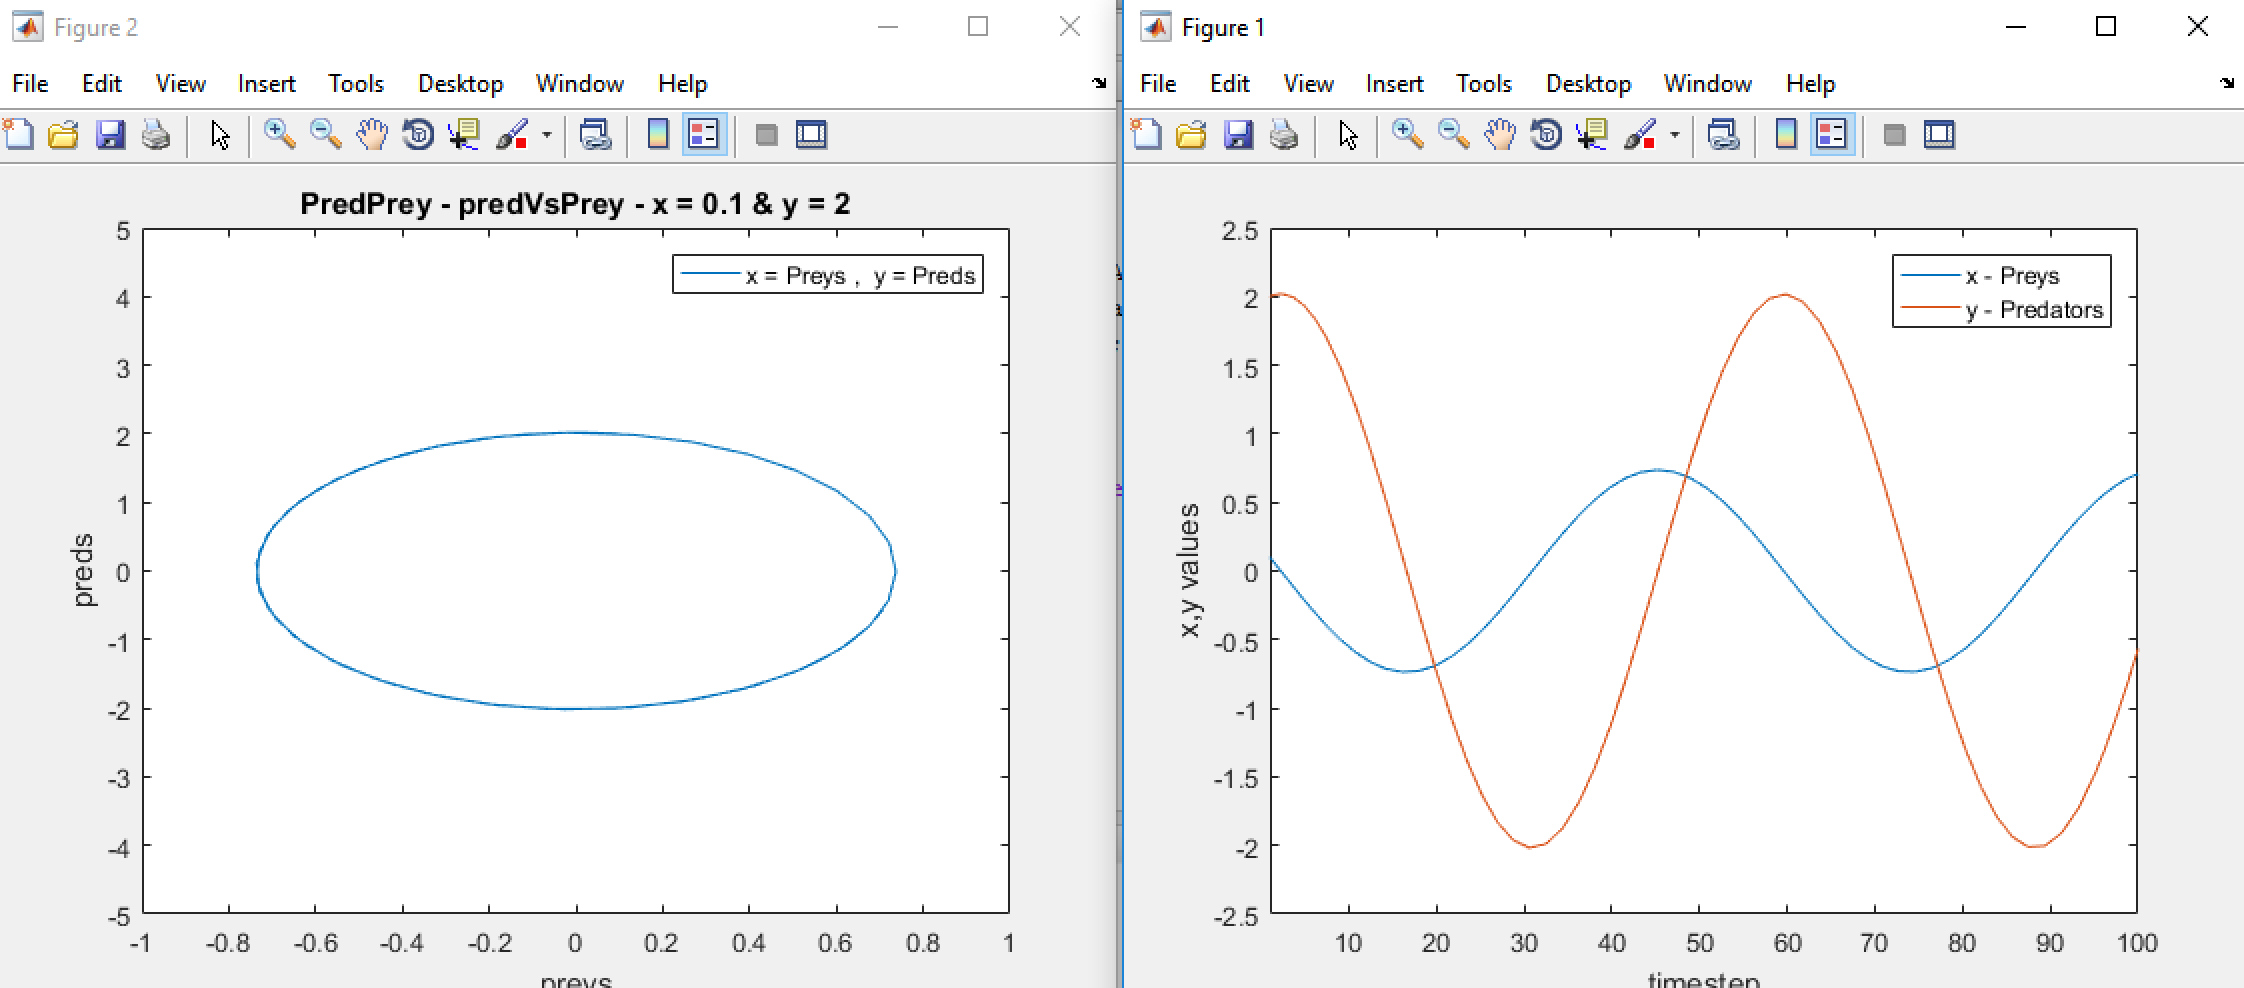 Figure 2
File Edit View Insert Tools Desktop Window Help
PredPrey - predVsPrey - x = 0.1 & y = 2
x = Preys , y = Preds
5
4
3
2
1
0
-1
-2
-3
-4
-5
preds
-1 -0.8 -0.6 -0.4 -0.2 0 0.2 0.4 0.6 0.8 1
preys
Figure 1
File Edit View Insert Tools Desktop Window Help
x - Preys
y - Predators
2.5
2
1.5
1
0.5
0
-0.5
-1
-1.5
-2
-2.5
x,y values
10 20 30 40 50 60 70 80 90 100
timestep